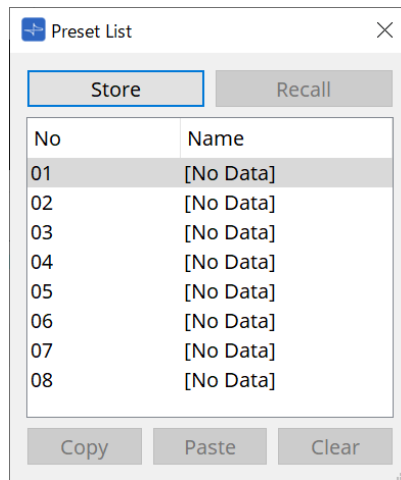 Preset List
Store Recall
No Name
01 [No Data]
02 [No Data]
03 [No Data]
04 [No Data]
05 [No Data]
06 [No Data]
07 [No Data]
08 [No Data]
Copy Paste Clear